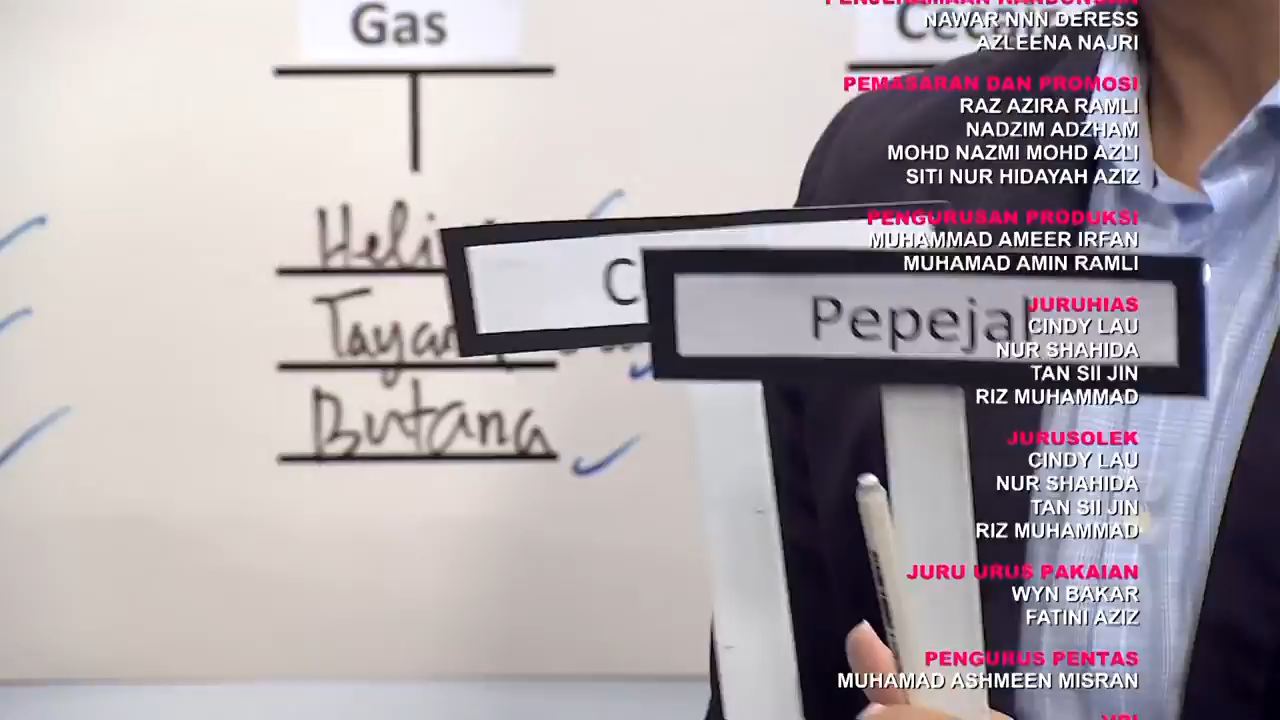 Gas
Tayar
Butana
Pepejal
NAWAR NNN DERESS
AZLEENA NAJRI
PEMASARAN DAN PROMOSI
RAZ AZIRA RAMLI
NADZIM ADZHAM
MOHD NAZMI MOHD AZLI
SITI NUR HIDAYAH AZIZ
PENGURUSAN PRODUKSI
MUHAMMAD AMEER IRFAN
MUHAMAD AMIN RAMLI
JURUHIAS
CINDY LAU
NUR SHAHIDA
TAN SII JIN
RIZ MUHAMMAD
JURUSOLEK
CINDY LAU
NUR SHAHIDA
TAN SII JIN
RIZ MUHAMMAD
JURU URUS PAKAIAN
WYN BAKAR
FATINI AZIZ
PENGURUS PENTAS
MUHAMAD ASHMEEN MISRAN